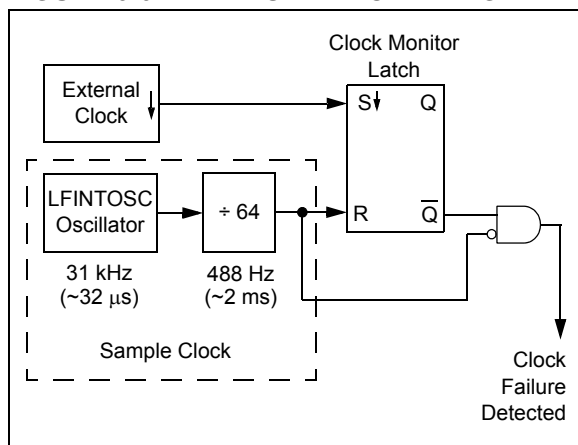 Clock Monitor
Latch
External
Clock
S
Q
LFINTOSC
Oscillator
÷ 64
R
Q
31 kHz
(~32 μs)
488 Hz
(~2 ms)
Sample Clock
Clock
Failure
Detected